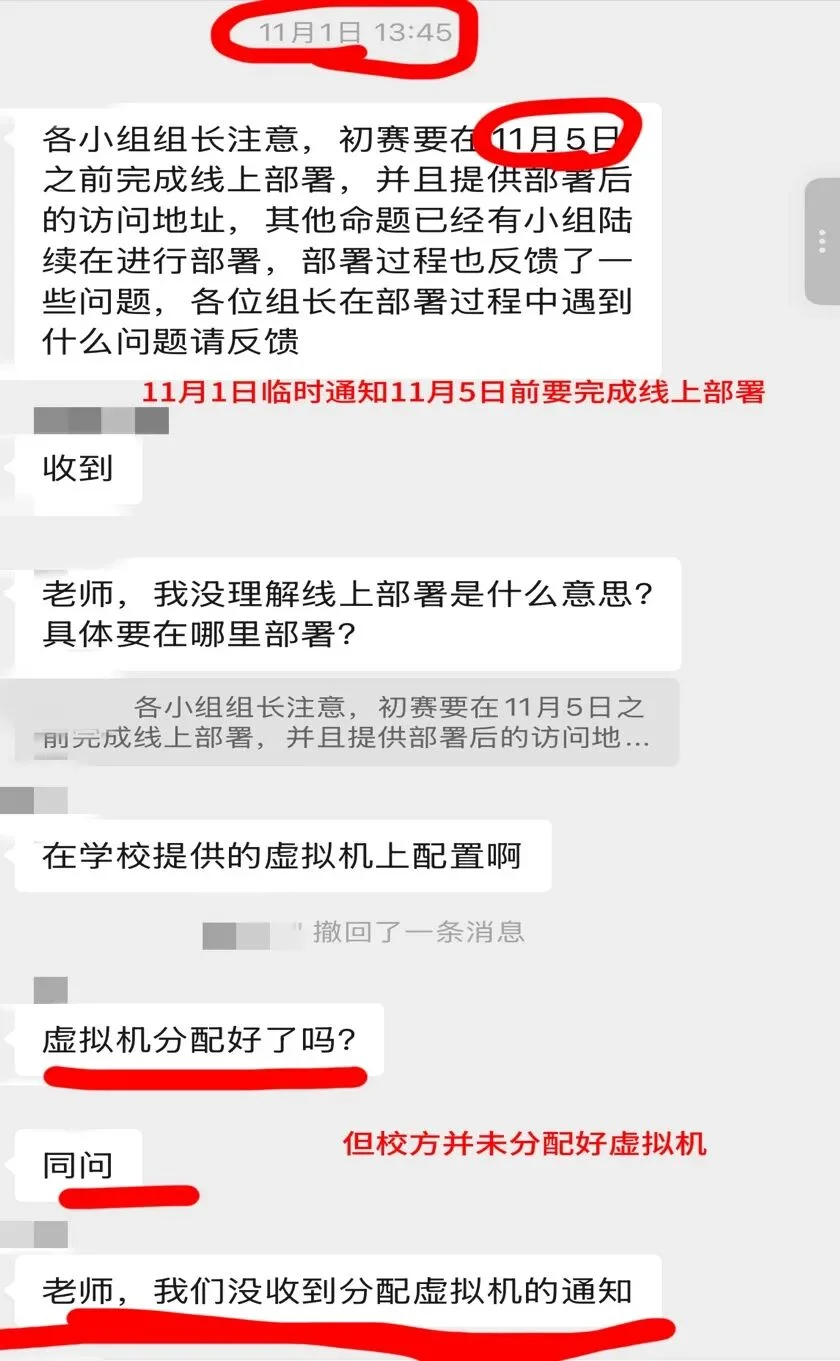 11月1日 13:45
各小组组长注意，初赛要在11月5日
之前完成线上部署，并且提供部署后
的访问地址，其他命题已经有小组陆
续在进行部署，部署过程也反馈了一
些问题，各位组长在部署过程中遇到
什么问题请反馈
11月1日临时通知11月5日前要完成线上部署
收到
老师，我没理解线上部署是什么意思?
具体要在哪里部署?
各小组组长注意，初赛要在11月5日之
前完成线上部署，并且提供部署后的访问地...
在学校提供的虚拟机上配置啊
" 撤回了一条消息
虚拟机分配好了吗?
但校方并未分配好虚拟机
同问
老师，我们没收到分配虚拟机的通知